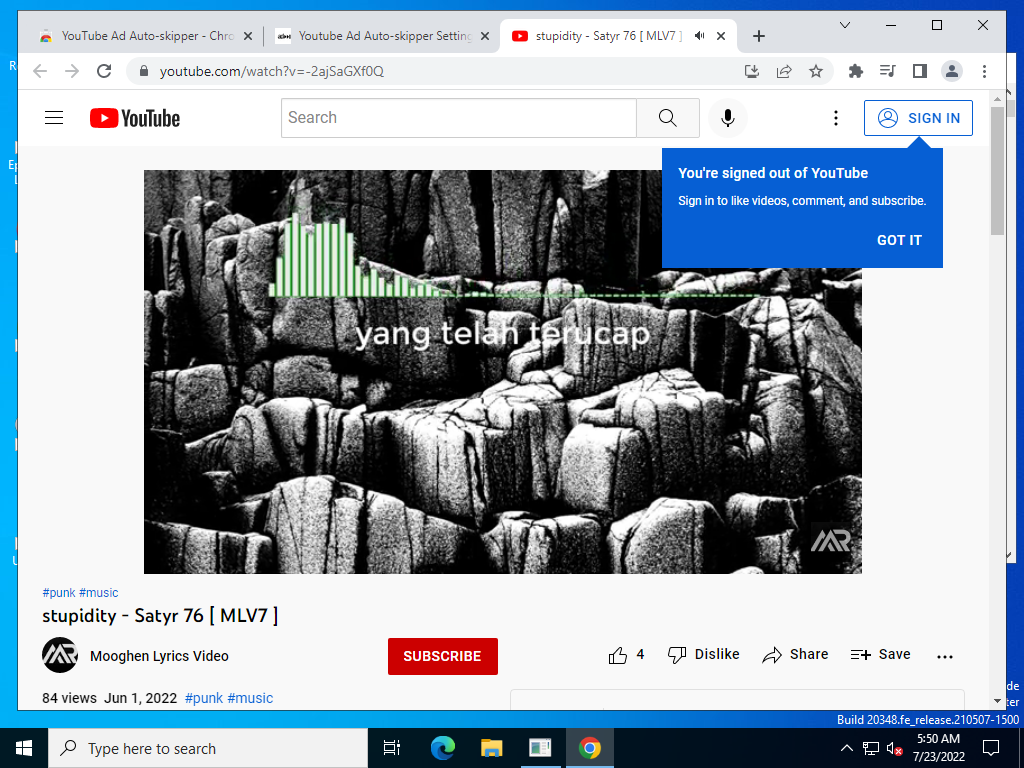 YouTube Ad Auto-skipper - Chro
Youtube Ad Auto-skipper Setting
stupidity - Satyr 76 [ MLV7 ]
youtube.com/watch?v=-2ajSaGXf0Q
YouTube
Search
SIGN IN
You're signed out of YouTube
Sign in to like videos, comment, and subscribe.
GOT IT
yang telah terucap
#punk #music
stupidity - Satyr 76 [ MLV7 ]
Mooghen Lyrics Video
SUBSCRIBE
4
Dislike
Share
Save
84 views Jun 1, 2022 #punk #music
Build 20348.fe_release.210507-1500
Type here to search
5:50 AM
7/23/2022